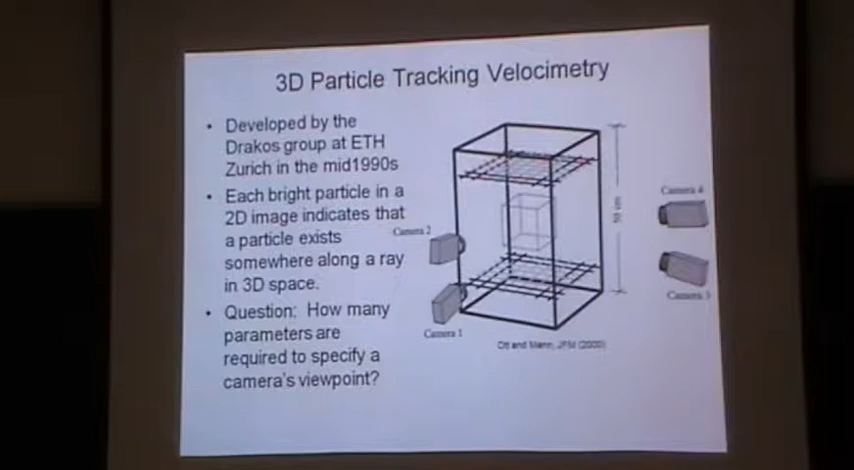 3D Particle Tracking Velocimetry
• Developed by the
Drakos group at ETH
Zurich in the mid1990s
• Each bright particle in a
2D image indicates that
a particle exists
somewhere along a ray
in 3D space.
• Question: How many
parameters are
required to specify a
camera's viewpoint?
Camera 2
Camera 1
Camera 4
Camera 3
Ott and Mann, JFM (2000)